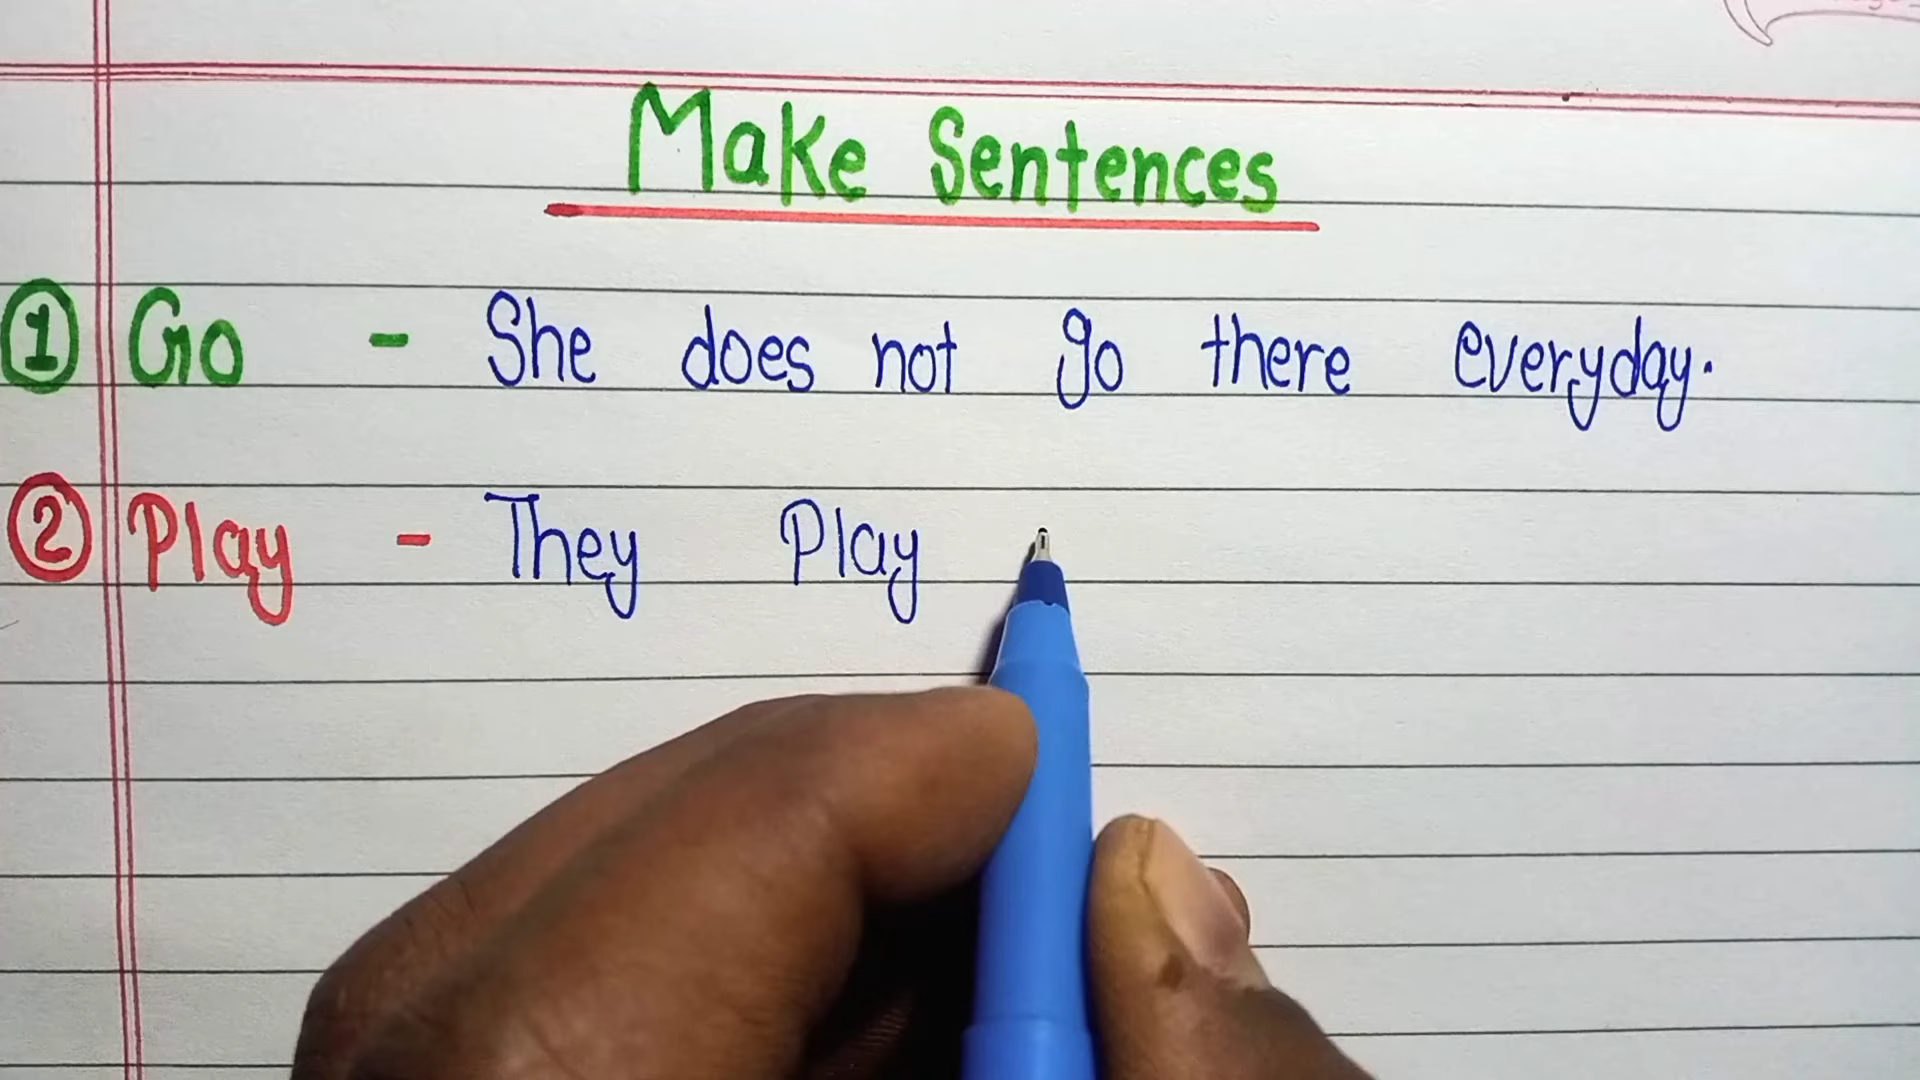 Make Sentences
① Go - She does not go there everyday.
② Play - They Play